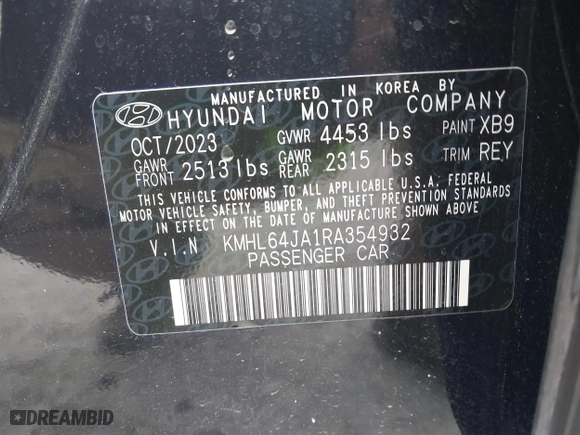 MANUFACTURED IN KOREA BY
HYUNDAI MOTOR COMPANY
OCT/2023 GVWR 4453 lbs PAINT XB9
GAWR FRONT 2513 lbs GAWR REAR 2315 lbs TRIM REY
THIS VEHICLE CONFORMS TO ALL APPLICABLE U.S.A. FEDERAL
MOTOR VEHICLE SAFETY, BUMPER, AND THEFT PREVENTION STANDARDS
IN EFFECT ON THE DATE OF MANUFACTURE SHOWN ABOVE
V.I.N KMHL64JA1RA354932
PASSENGER CAR
DREAMBID